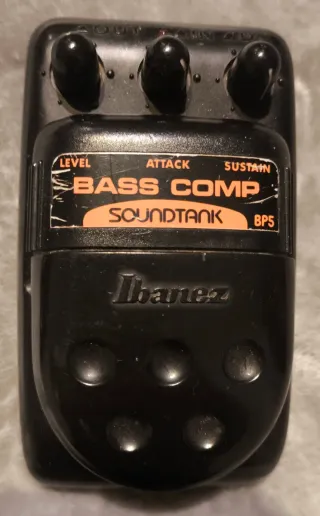 LEVEL ATTACK SUSTAIN
BASS COMP
SOUNDTANK BP5
Ibanez